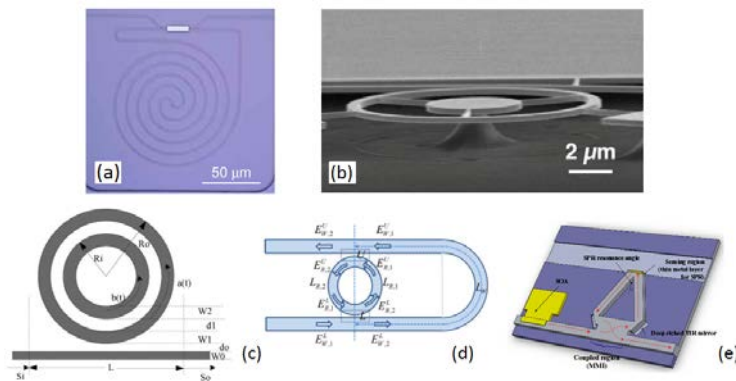 (a)
50 µm
(b)
2 µm
Ri
Ro
a(t)
b(t)
W2
d1
W1
do
W0
L
Si
So
(c)
(d)
SPR resonance angle
Sensing region
(thin metal layer
for SPR)
SOA
Deep etched TIR mirror
Coupled region
(MMI)
(e)